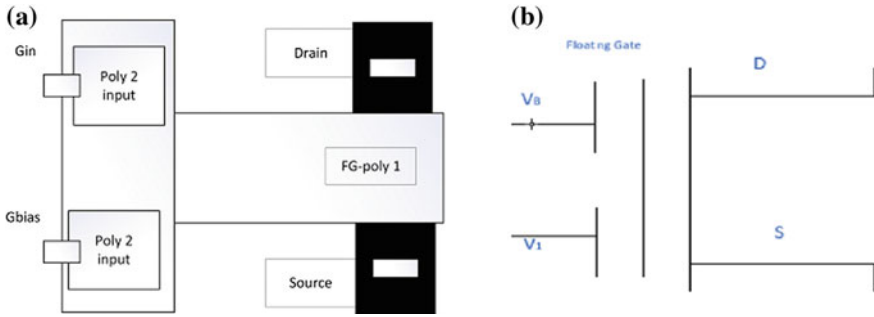 (a)
Gin
Poly 2
input
Drain
FG-poly 1
Gbias
Poly 2
input
Source
(b)
Floating Gate
D
VB
V1
S